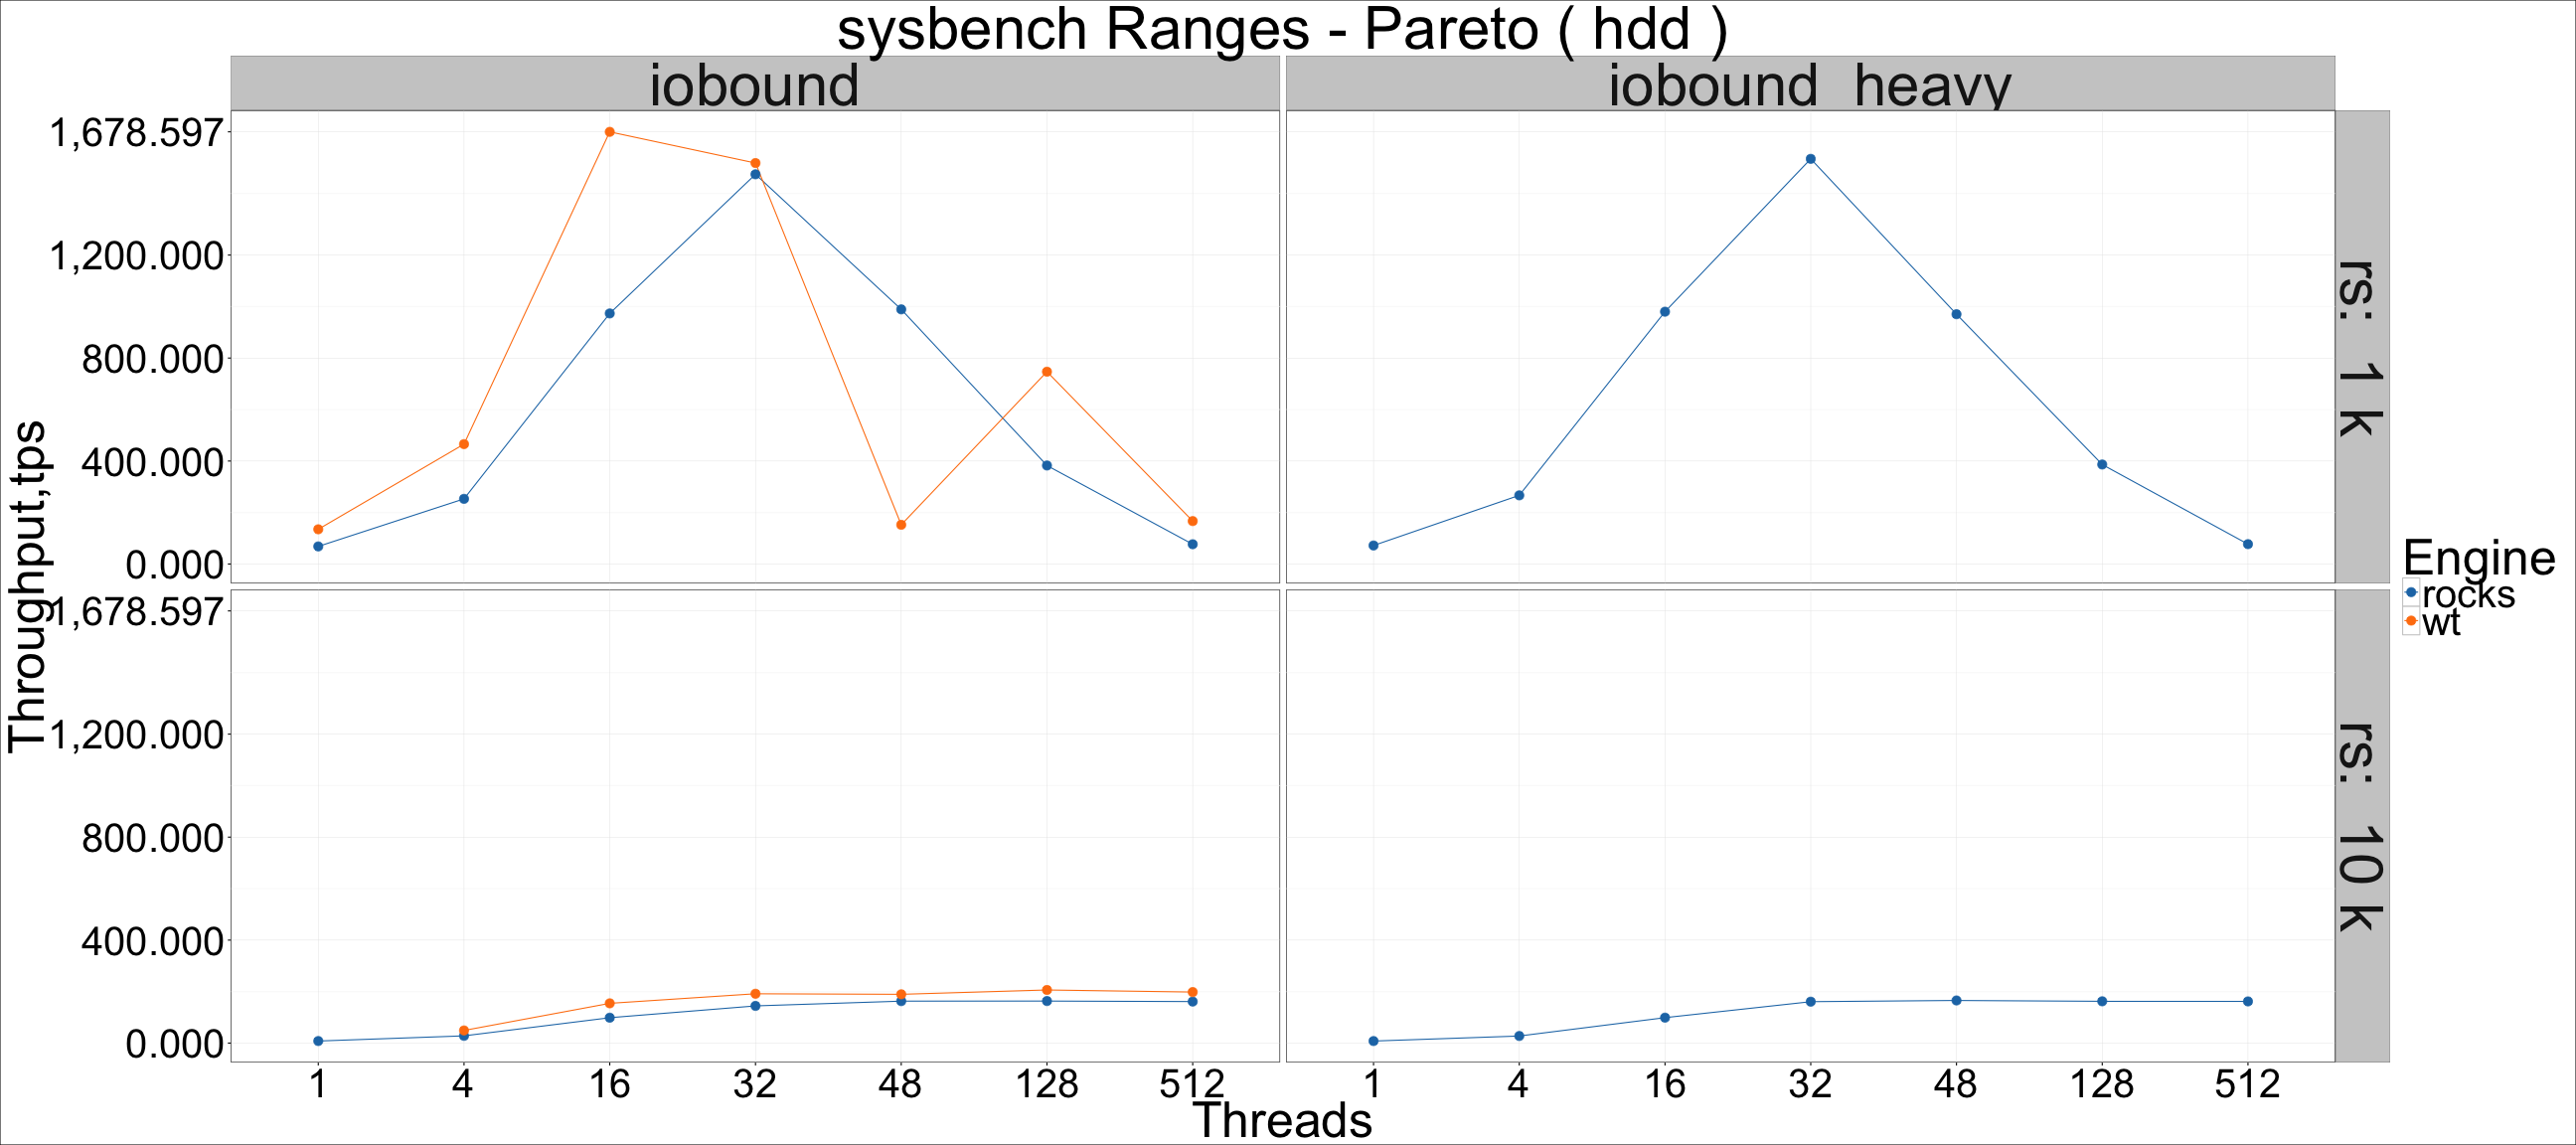 sysbench Ranges - Pareto ( hdd )
iobound
iobound heavy
1,678.597
1,200.000
800.000
400.000
0.000
rs: 1 k
1,678.597
1,200.000
800.000
400.000
0.000
rs: 10 k
Throughput,tps
1 4 16 32 48 128 512
1 4 16 32 48 128 512
Threads
Engine
rocks
wt